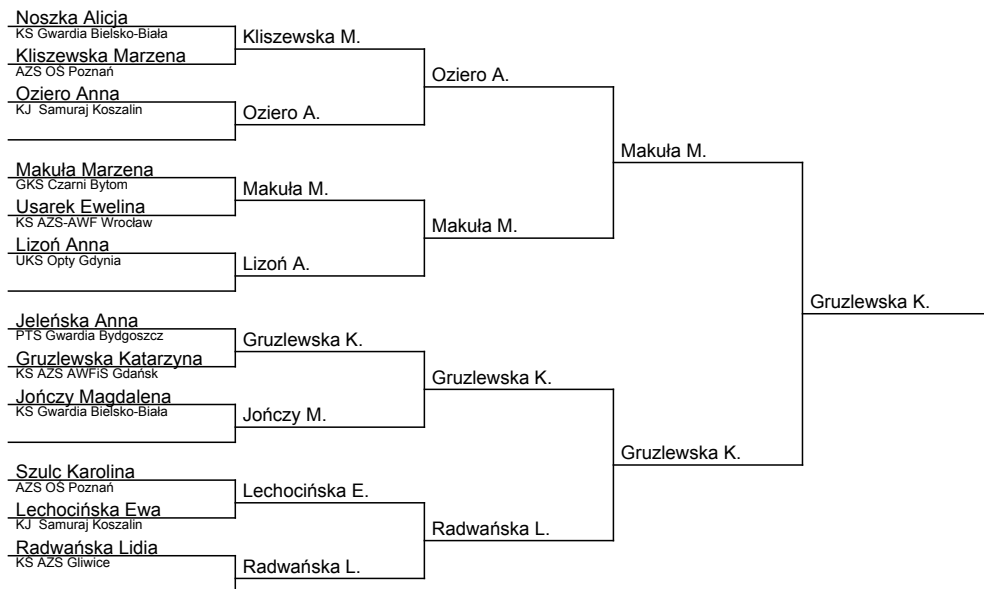 Noszka Alicja
KS Gwardia Bielsko-Biała
Kliszewska Marzena
AZS OŚ Poznań
Oziero Anna
KJ  Samuraj Koszalin
Makuła Marzena
GKS Czarni Bytom
Usarek Ewelina
KS AZS-AWF Wrocław
Lizoń Anna
UKS Opty Gdynia
Jeleńska Anna
PTS Gwardia Bydgoszcz
Gruzlewska Katarzyna
KS AZS AWFiS Gdańsk
Jończy Magdalena
KS Gwardia Bielsko-Biała
Szulc Karolina
AZS OŚ Poznań
Lechocińska Ewa
KJ  Samuraj Koszalin
Radwańska Lidia
KS AZS Gliwice
Kliszewska M.
Oziero A.
Makuła M.
Lizoń A.
Gruzlewska K.
Jończy M.
Lechocińska E.
Radwańska L.
Oziero A.
Makuła M.
Gruzlewska K.
Radwańska L.
Makuła M.
Gruzlewska K.
Gruzlewska K.